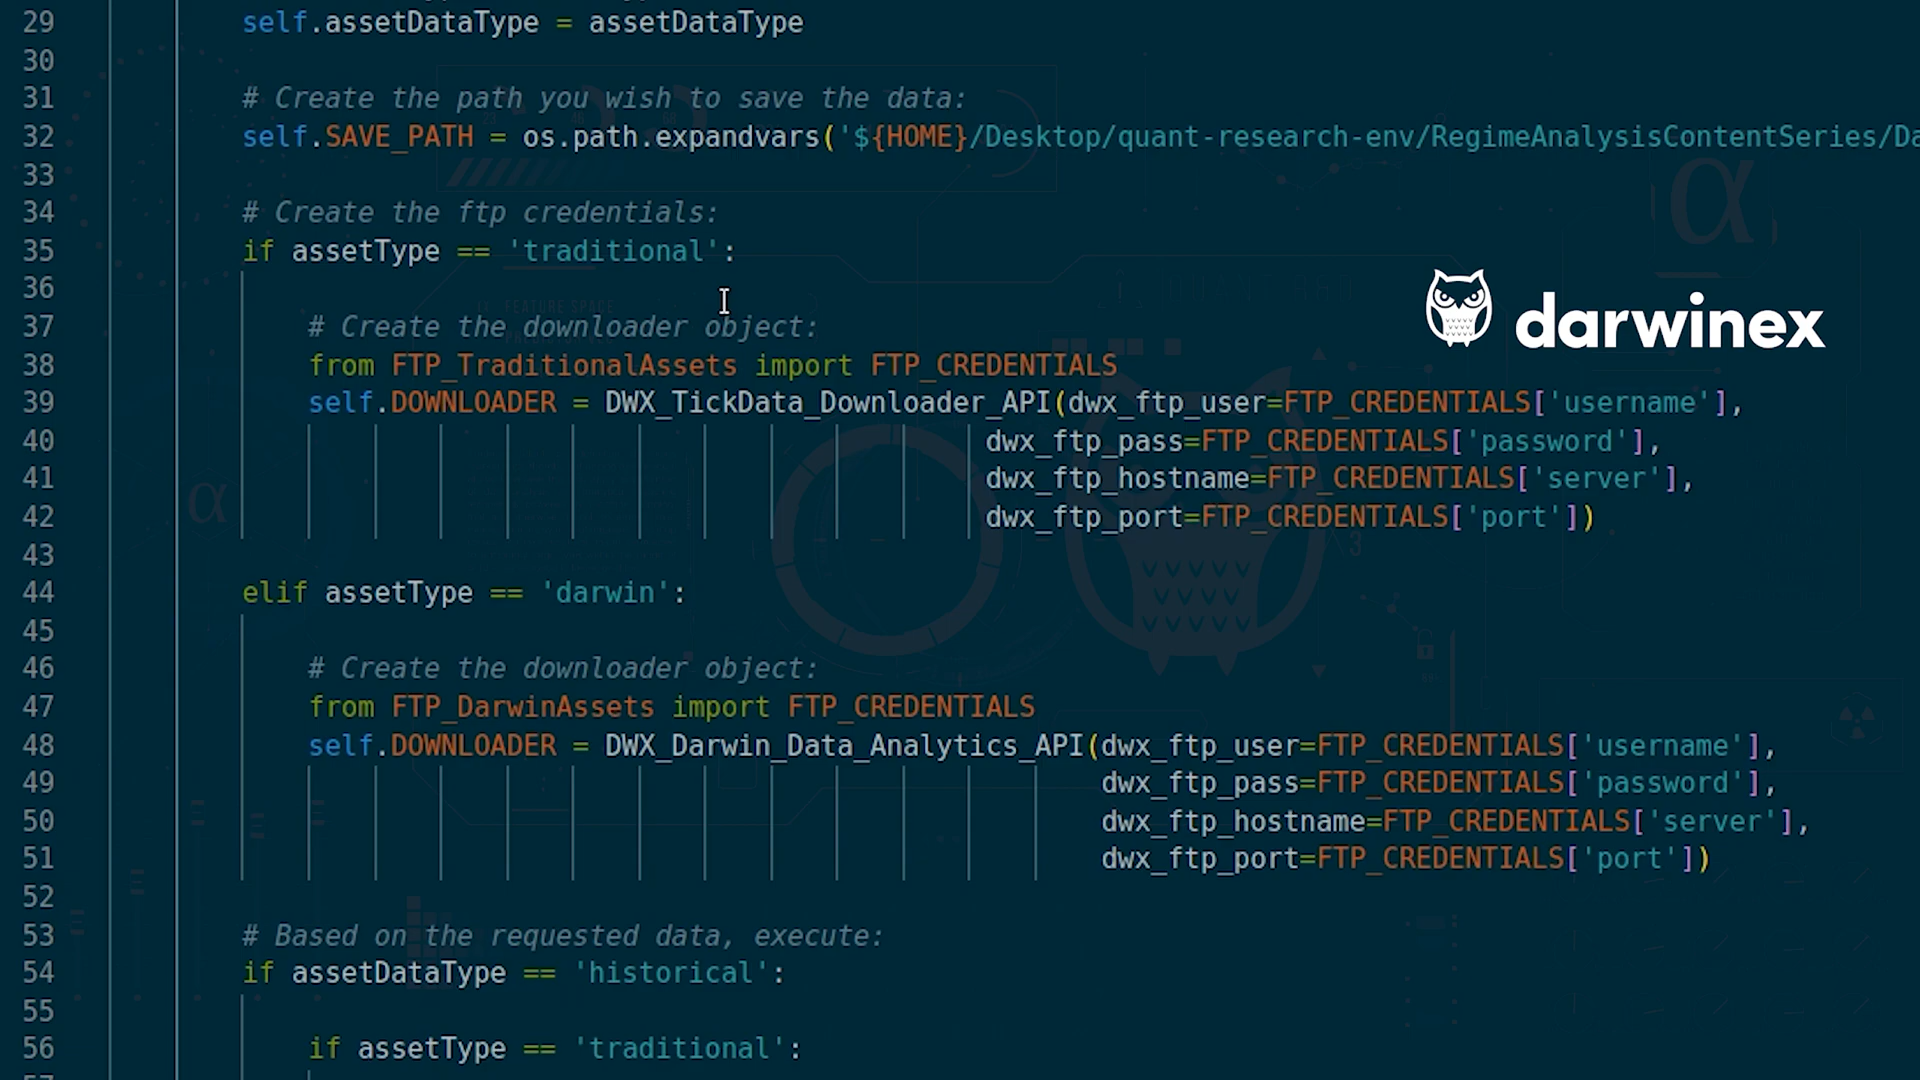 29 self.assetDataType = assetDataType
30
31 # Create the path you wish to save the data:
32 self.SAVE_PATH = os.path.expandvars('${HOME}/Desktop/quant-research-env/RegimeAnalysisContentSeries/Da
33
34 # Create the ftp credentials:
35 if assetType == 'traditional':
36
37 # Create the downloader object:
38 from FTP_TraditionalAssets import FTP_CREDENTIALS
39 self.DOWNLOADER = DWX_TickData_Downloader_API(dwx_ftp_user=FTP_CREDENTIALS['username'],
40 dwx_ftp_pass=FTP_CREDENTIALS['password'],
41 dwx_ftp_hostname=FTP_CREDENTIALS['server'],
42 dwx_ftp_port=FTP_CREDENTIALS['port'])
43
44 elif assetType == 'darwin':
45
46 # Create the downloader object:
47 from FTP_DarwinAssets import FTP_CREDENTIALS
48 self.DOWNLOADER = DWX_Darwin_Data_Analytics_API(dwx_ftp_user=FTP_CREDENTIALS['username'],
49 dwx_ftp_pass=FTP_CREDENTIALS['password'],
50 dwx_ftp_hostname=FTP_CREDENTIALS['server'],
51 dwx_ftp_port=FTP_CREDENTIALS['port'])
52
53 # Based on the requested data, execute:
54 if assetDataType == 'historical':
55
56 if assetType == 'traditional':
57
darwinex
α
α
FEATURE SPACE